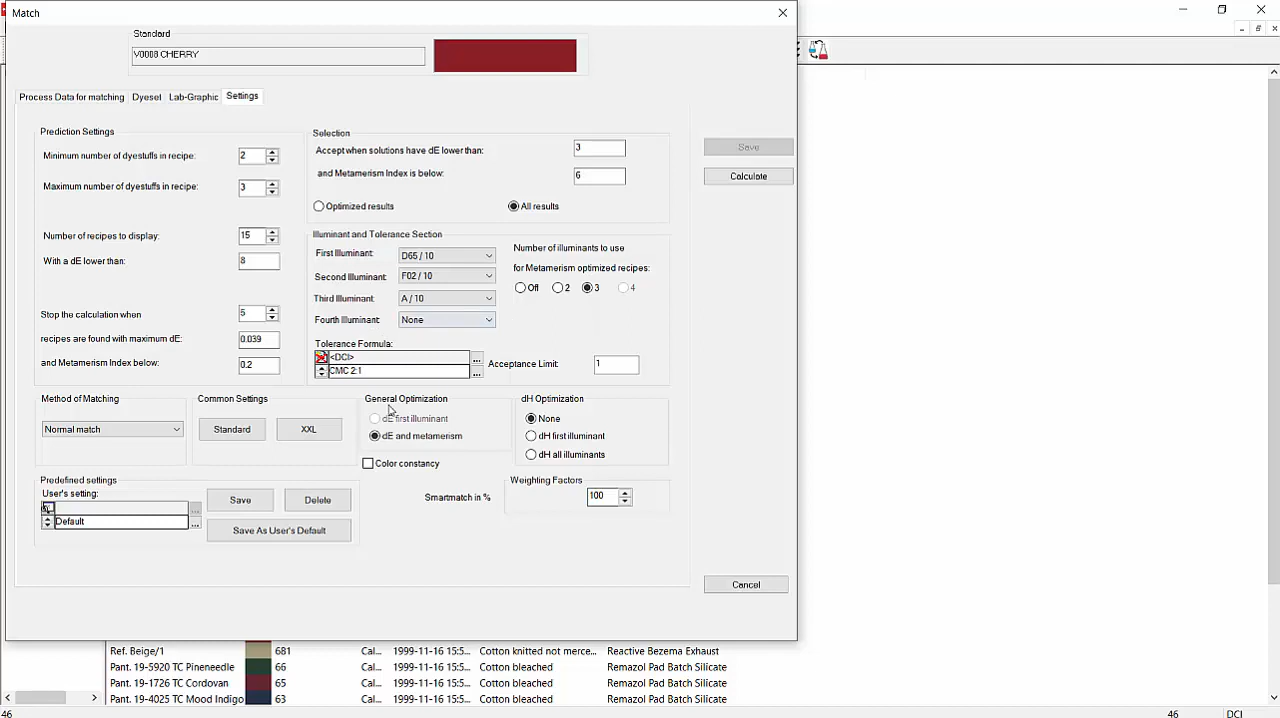 Match
Standard
V0008 CHERRY
Process Data for matching
Dyeset
Lab-Graphic
Settings
Prediction Settings
Minimum number of dyestuffs in recipe:
2
Maximum number of dyestuffs in recipe:
3
Number of recipes to display:
15
With a dE lower than:
8
Stop the calculation when
5
recipes are found with maximum dE:
0.039
and Metamerism Index below:
0.2
Selection
Accept when solutions have dE lower than:
3
and Metamerism Index is below:
6
Optimized results
All results
Save
Calculate
Illuminant and Tolerance Section
First Illuminant:
D65 / 10
Second Illuminant:
F02 / 10
Third Illuminant:
A / 10
Fourth Illuminant:
None
Number of illuminants to use
for Metamerism optimized recipes:
Off
2
3
4
Tolerance Formula:
<DCI>
...
CMC 2:1
...
Acceptance Limit:
1
Method of Matching
Normal match
Common Settings
Standard
XXL
General Optimization
dE first illuminant
dE and metamerism
Color constancy
dH Optimization
None
dH first illuminant
dH all illuminants
Predefined settings
User's setting:
...
Default
...
Save
Delete
Save As User's Default
Smartmatch in %
Weighting Factors
100
Cancel
Ref. Beige/1 681 Cal... 1999-11-16 15:5... Cotton knitted not merce... Reactive Bezema Exhaust
Pant. 19-5920 TC Pineneedle 66 Cal... 1999-11-16 15:5... Cotton bleached Remazol Pad Batch Silicate
Pant. 19-1726 TC Cordovan 65 Cal... 1999-11-16 15:5... Cotton bleached Remazol Pad Batch Silicate
Pant. 19-4025 TC Mood Indigo 63 Cal... 1999-11-16 15:5... Cotton bleached Remazol Pad Batch Silicate
46 46 DCI